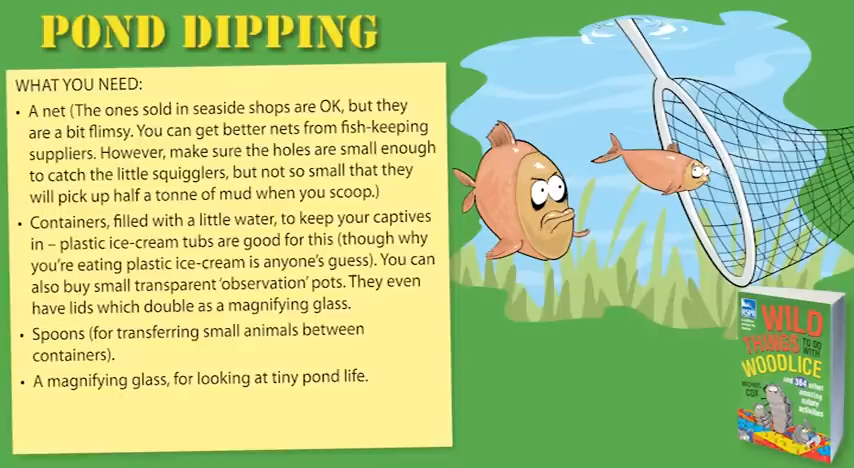 POND DIPPING
WHAT YOU NEED:
• A net (The ones sold in seaside shops are OK, but they
are a bit flimsy. You can get better nets from fish-keeping
suppliers. However, make sure the holes are small enough
to catch the little squigglers, but not so small that they
will pick up half a tonne of mud when you scoop.)
• Containers, filled with a little water, to keep your captives
in – plastic ice-cream tubs are good for this (though why
you're eating plastic ice-cream is anyone's guess). You can
also buy small transparent 'observation' pots. They even
have lids which double as a magnifying glass.
• Spoons (for transferring small animals between
containers).
• A magnifying glass, for looking at tiny pond life.
RSPB
WILD
THINGS TO DO
WITH
WOODLICE
and 364 other
amazing
nature
activities
MICHAEL
COX